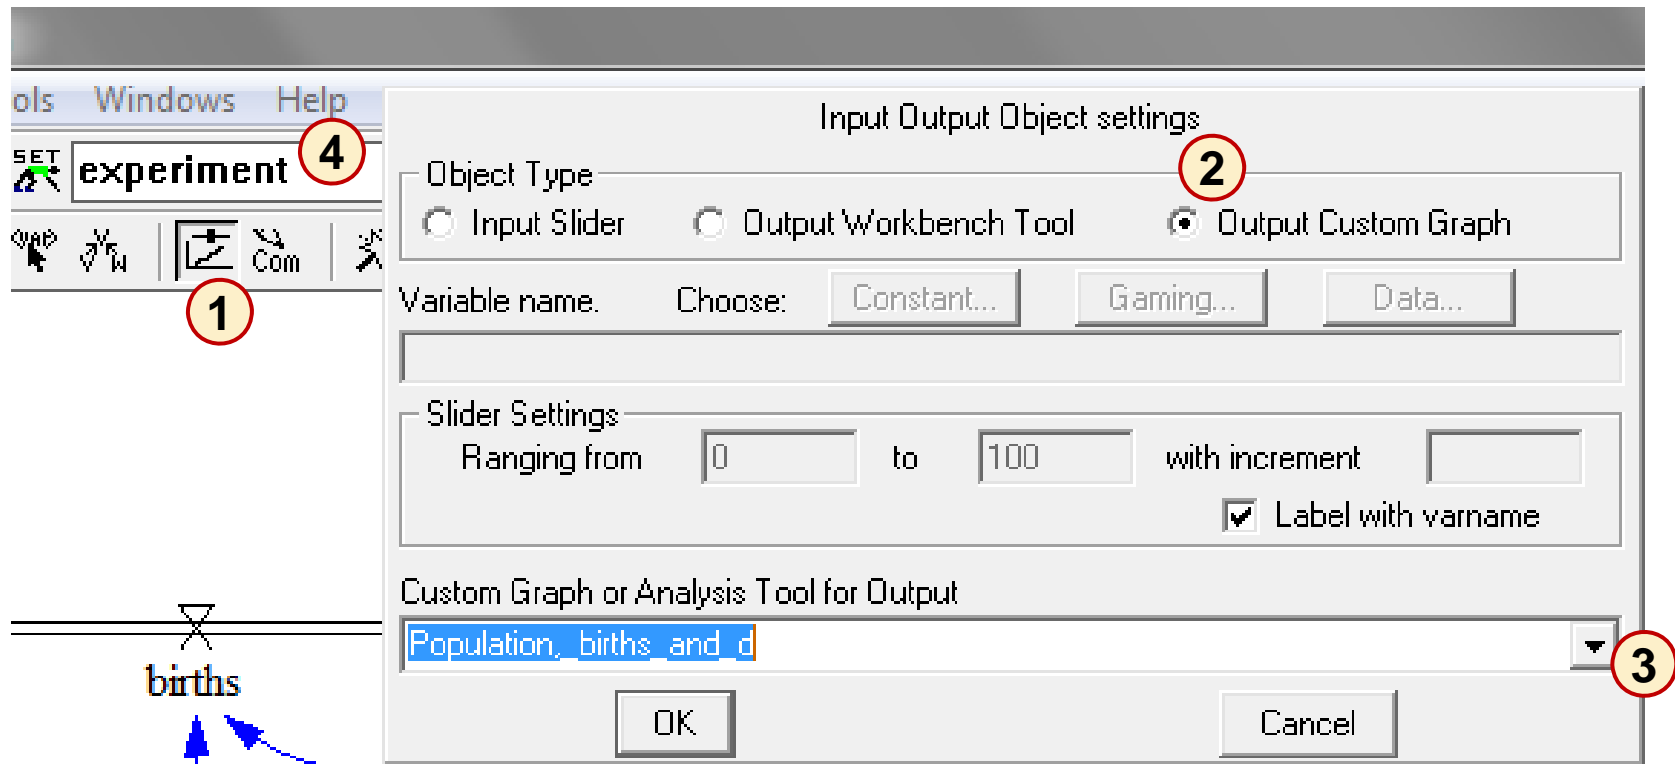 ols Windows Help
4
SET experiment
Com
1
births
Input Output Object settings
2
Object Type
Input Slider Output Workbench Tool Output Custom Graph
Variable name. Choose: Constant... Gaming... Data...
Slider Settings
Ranging from 0 to 100 with increment
Label with varname
Custom Graph or Analysis Tool for Output
Population,_births_and_d
3
OK Cancel